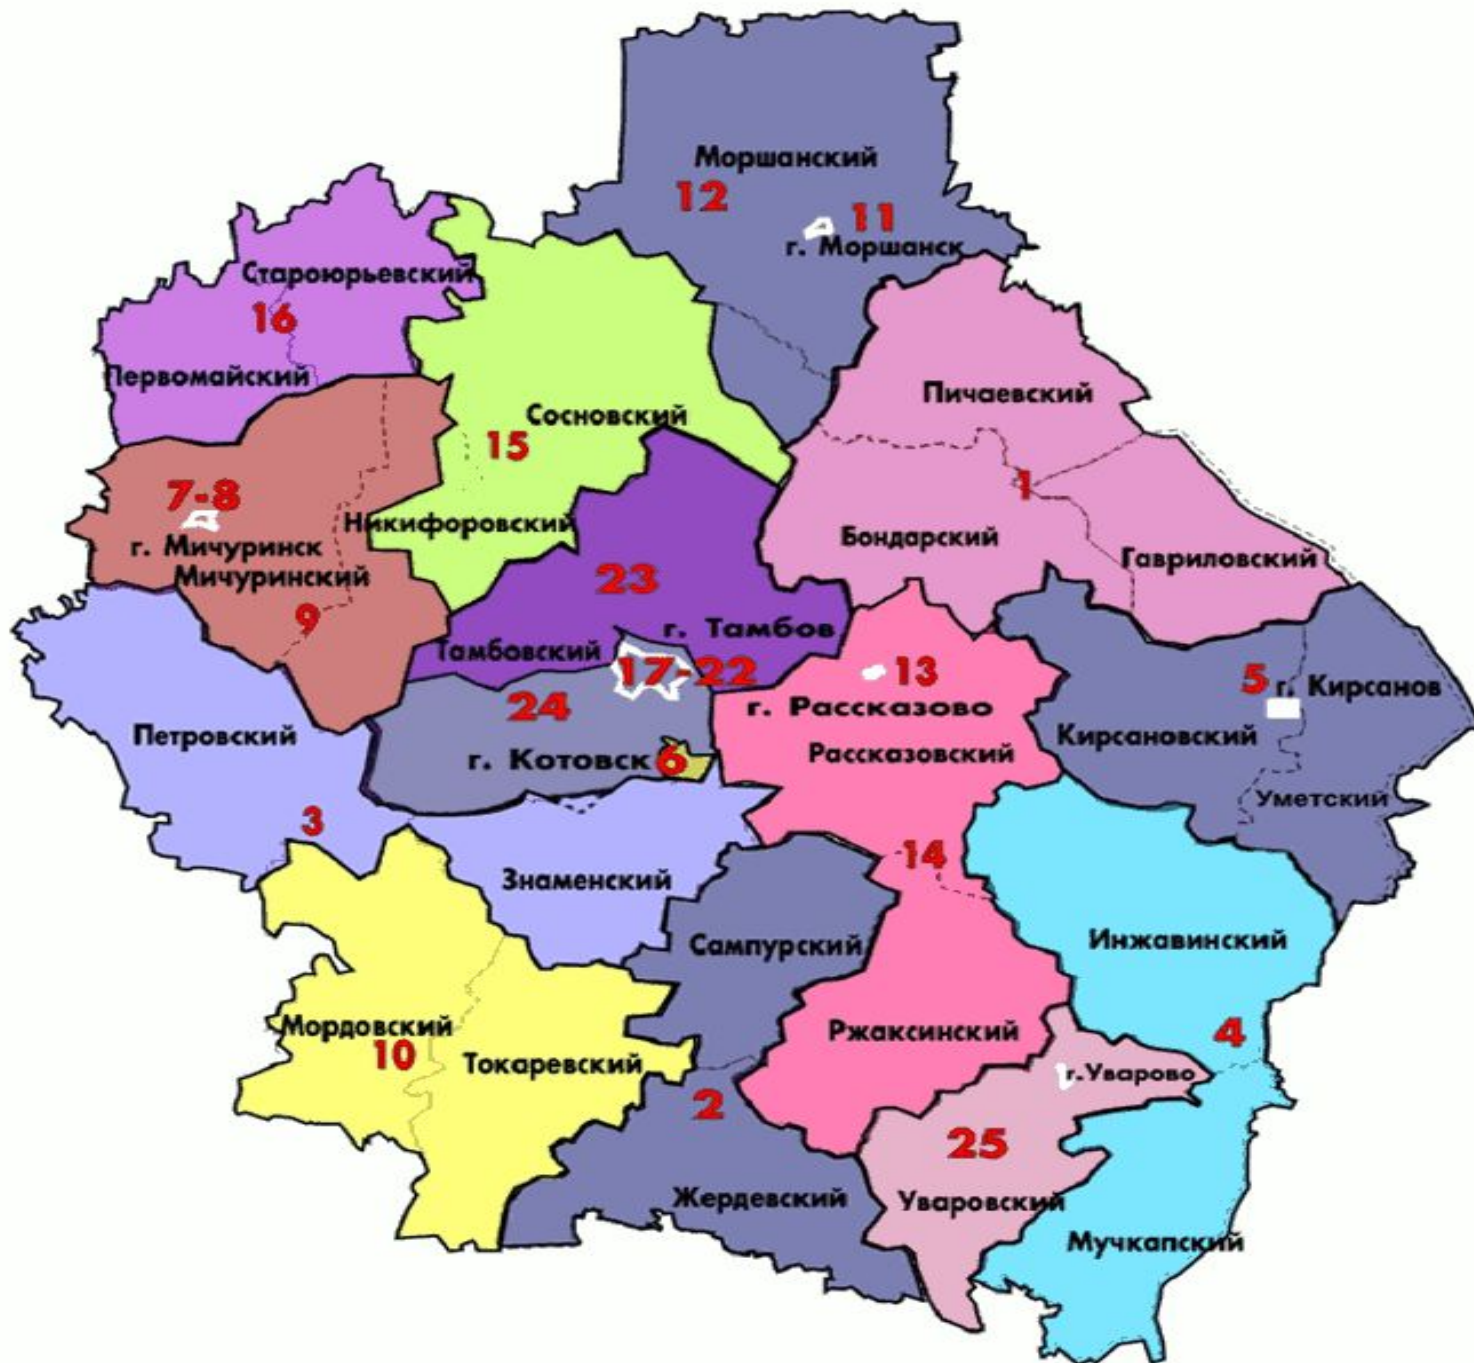 Моршанский
12
11
г. Моршанск
Староюрьевский
16
Первомайский
Пичаевский
Сосновский
15
7-8
1
Никифоровский
Бондарский
г. Мичуринск
Гавриловский
Мичуринский
23
9
г. Тамбов
Тамбовский
17-22
13
5
г. Кирсанов
24
г. Рассказово
Петровский
Кирсановский
Рассказовский
г. Котовск
6
Уметский
3
14
Знаменский
Инжавинский
Сампурский
Мордовский
Ржаксинский
4
10
Токаревский
г.Уварово
2
25
Жердевский
Уваровский
Мучкапский